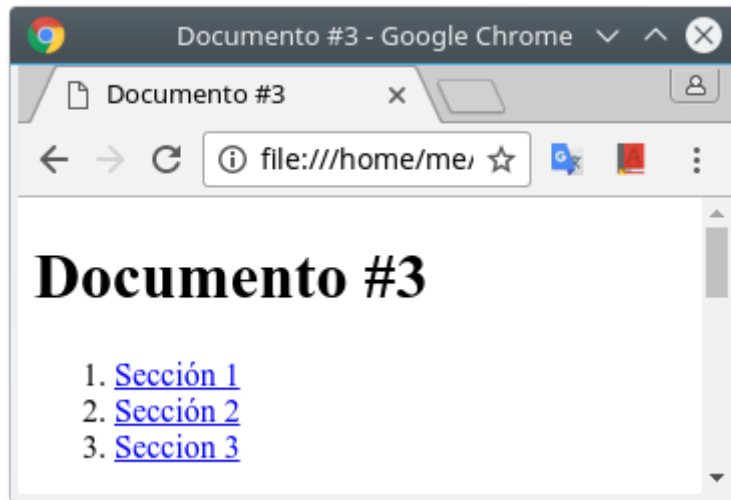 Documento #3 - Google Chrome
Documento #3
file:///home/me/
Documento #3
1. Sección 1
2. Sección 2
3. Seccion 3